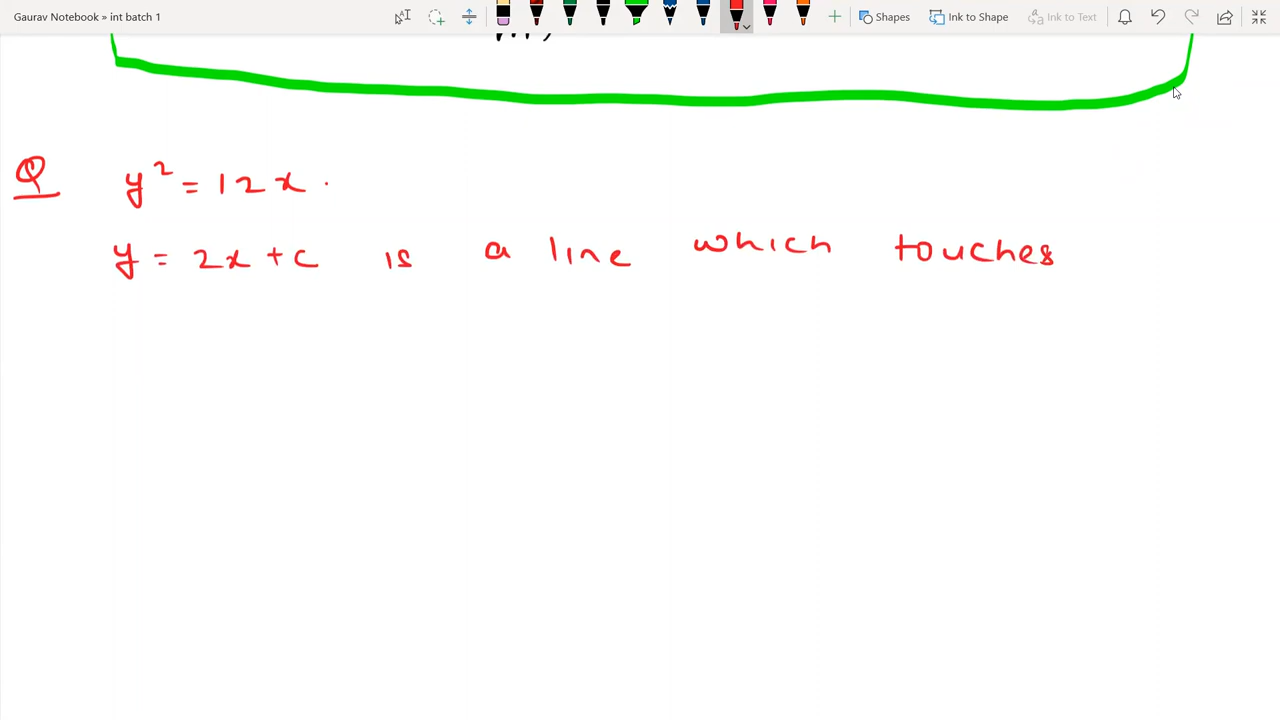 Gaurav Notebook » int batch 1
Shapes Ink to Shape Ink to Text
Q y² = 12x.
y = 2x + c is a line which touches